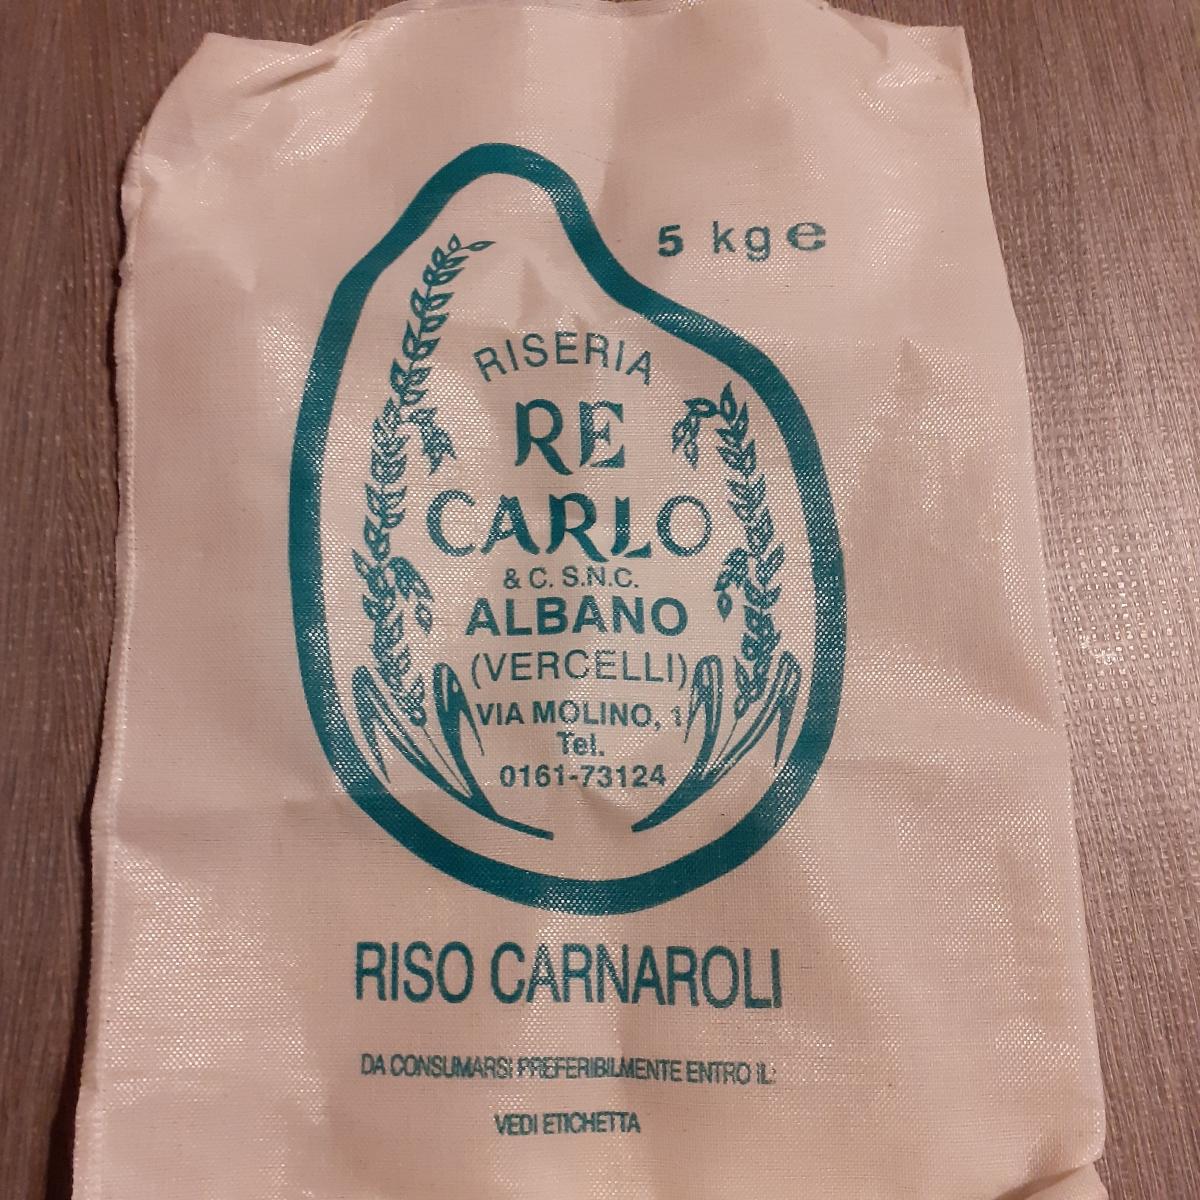 5 kg e
RISERIA
RE
CARLO
& C. S.N.C.
ALBANO
(VERCELLI)
VIA MOLINO, 1
Tel.
0161-73124
RISO CARNAROLI
DA CONSUMARSI PREFERIBILMENTE ENTRO IL:
VEDI ETICHETTA